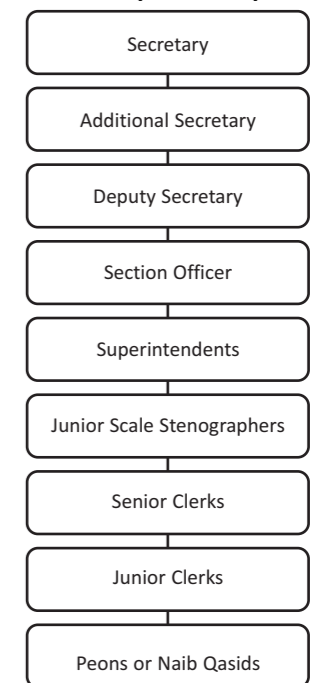 Secretary
Additional Secretary
Deputy Secretary
Section Officer
Superintendents
Junior Scale Stenographers
Senior Clerks
Junior Clerks
Peons or Naib Qasids